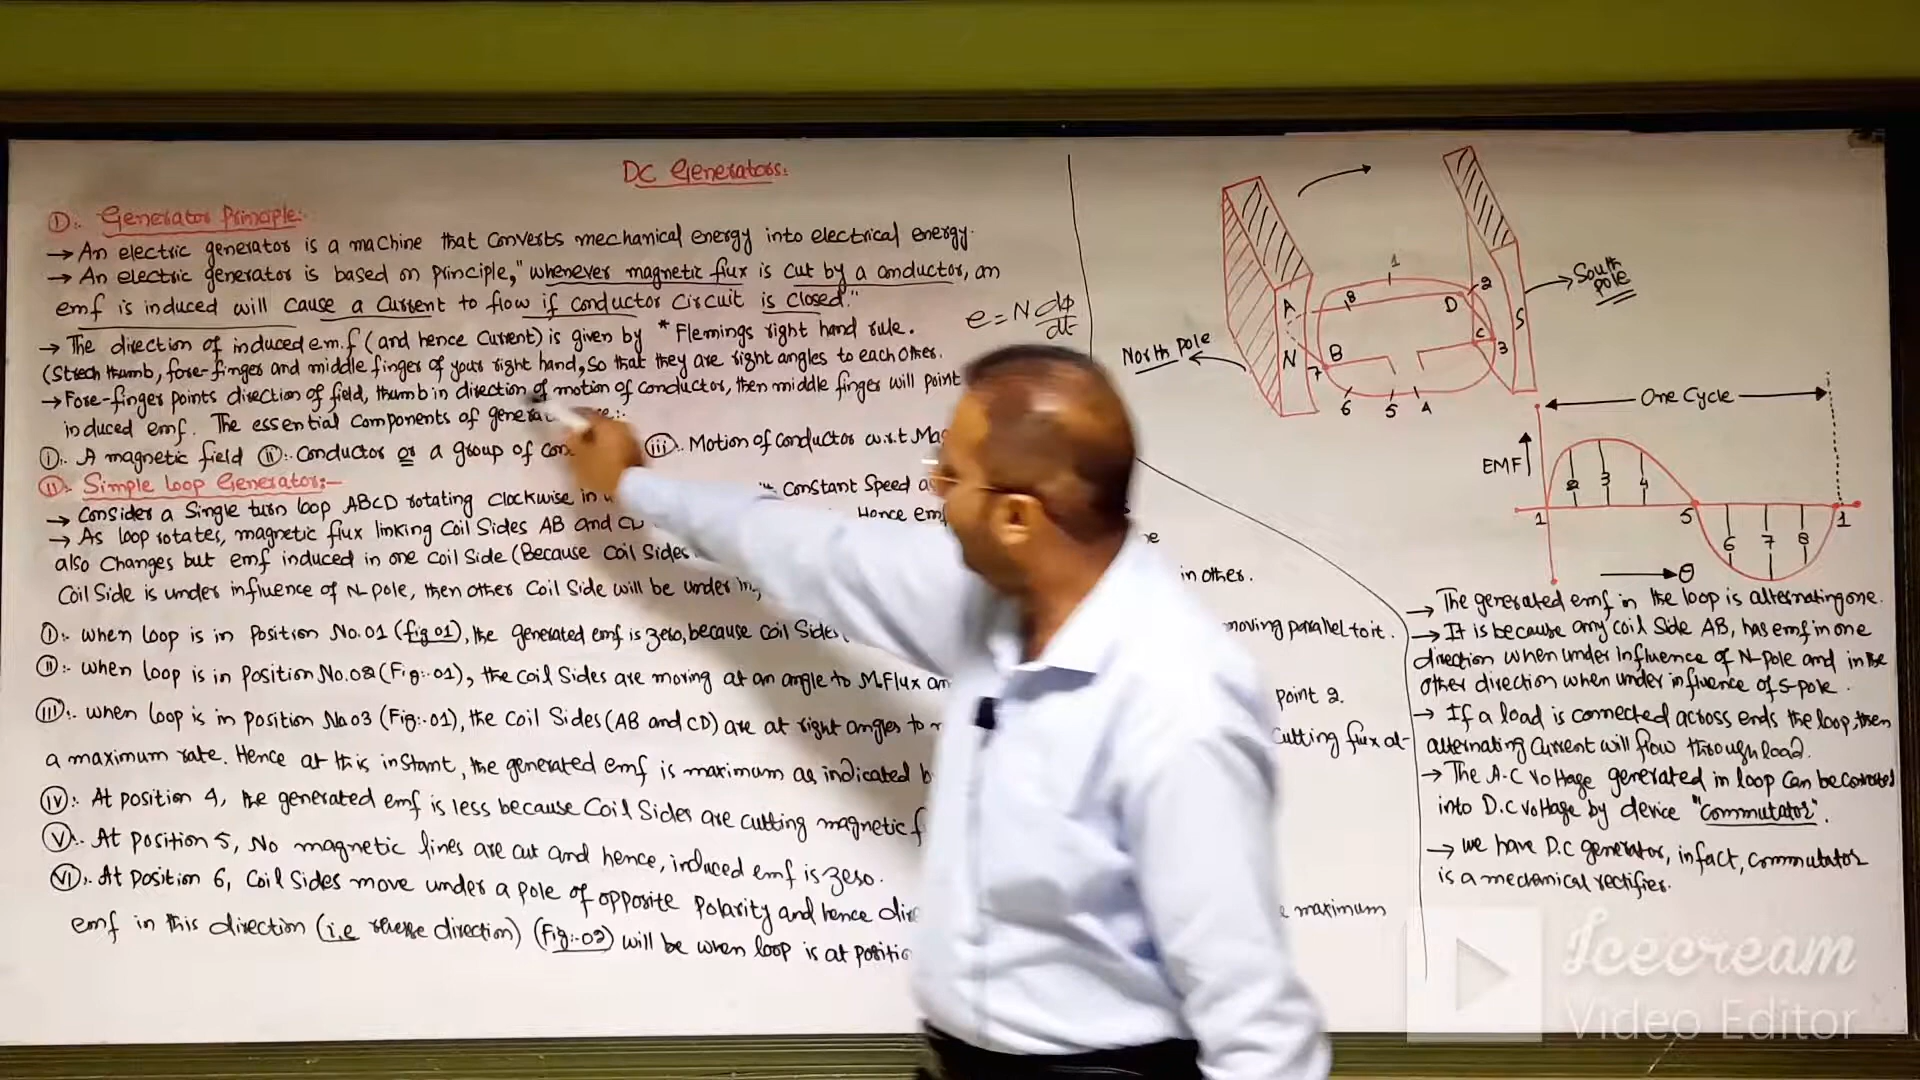 DC Generators:
I:. Generator Principle:-
→ An electric generator is a machine that converts mechanical energy into electrical energy.
→ An electric generator is based on principle, "whenever magnetic flux is cut by a conductor, an
emf is induced will cause a current to flow if conductor circuit is closed."
→ The direction of induced e.m.f (and hence current) is given by * Flemings right hand rule.
(Strech thumb, fore-finger and middle finger of your right hand, so that they are right angles to each other.
→ Fore-finger points direction of field, thumb in direction of motion of conductor, then middle finger will point
induced emf. The essential components of
i:. A magnetic field ii:. Conductor or a group of iii:. Motion of conductor w.r.t
e = N dϕ/dt
II:. Simple loop Generator:-
→ Consider a Single turn loop ABCD rotating clockwise in constant Speed
→ As loop rotates, magnetic flux linking Coil Sides AB and Hence emf
also Changes but emf induced in one coil side (Because Coil Sides in other.
Coil Side is under influence of N-pole, then other Coil Side will be under
i:. when loop is in position No.01 (fig 01), the generated emf is zero, because Coil Sides moving parallel to it.
ii:. when loop is in position No.02 (Fig:-01), the coil sides are moving at an angle to M.Flux point 2.
iii:. when loop is in position No 03 (Fig:-01), the coil Sides (AB and CD) are at right angles to Cutting flux at-
a maximum rate. Hence at this instant, the generated emf is maximum as indicated
iv:. At position 4, the generated emf is less because Coil Sides are cutting magnetic
v:. At position 5, No magnetic lines are cut and hence, induced emf is zero.
vi:. At position 6, Coil sides move under a pole of opposite polarity and hence
emf in this direction (i.e reverse direction) (Fig:-02) will be when loop is at maximum
North pole
South pole
A
N
B
D
C
S
1
2
3
A
5
6
7
8
One Cycle
EMF
1
2
3
4
5
6
7
8
1
θ
→ The generated emf in the loop is alternating one.
→ It is because any coil side AB, has emf in one
direction when under influence of N-pole and in the
other direction when under influence of S-pole.
→ If a load is connected across ends the loop, then
alternating current will flow through load.
→ The A.C Voltage generated in loop can be
into D.C voltage by device "Commutator".
→ we have D.C generator, infact, commutator
is a mechanical rectifier.
Icecream
Video Editor